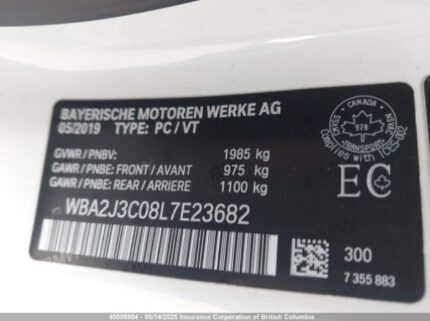 BAYERISCHE MOTOREN WERKE AG
05/2019 TYPE: PC/VT
GVWR/PNBV: 1985 kg
GAWR/PNBE: FRONT/AVANT 975 kg
GAWR/PNBE: REAR/ARRIERE 1100 kg
WBA2J3C08L7E23682
CANADA
978
TRANSPORT
EC
300
7 355 883
40006884 - 05/14/2025 Insurance Corporation of British Columbia